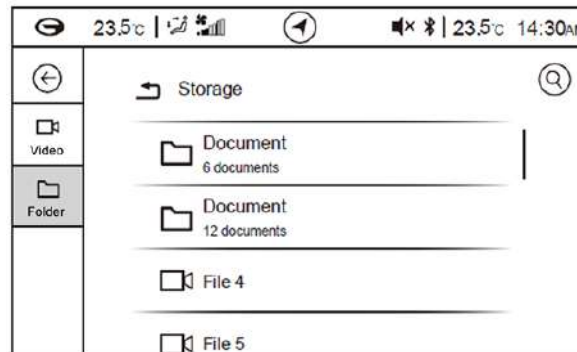 23.5℃ 23.5℃ 14:30AM
Storage
Video
Folder
Document
6 documents
Document
12 documents
File 4
File 5